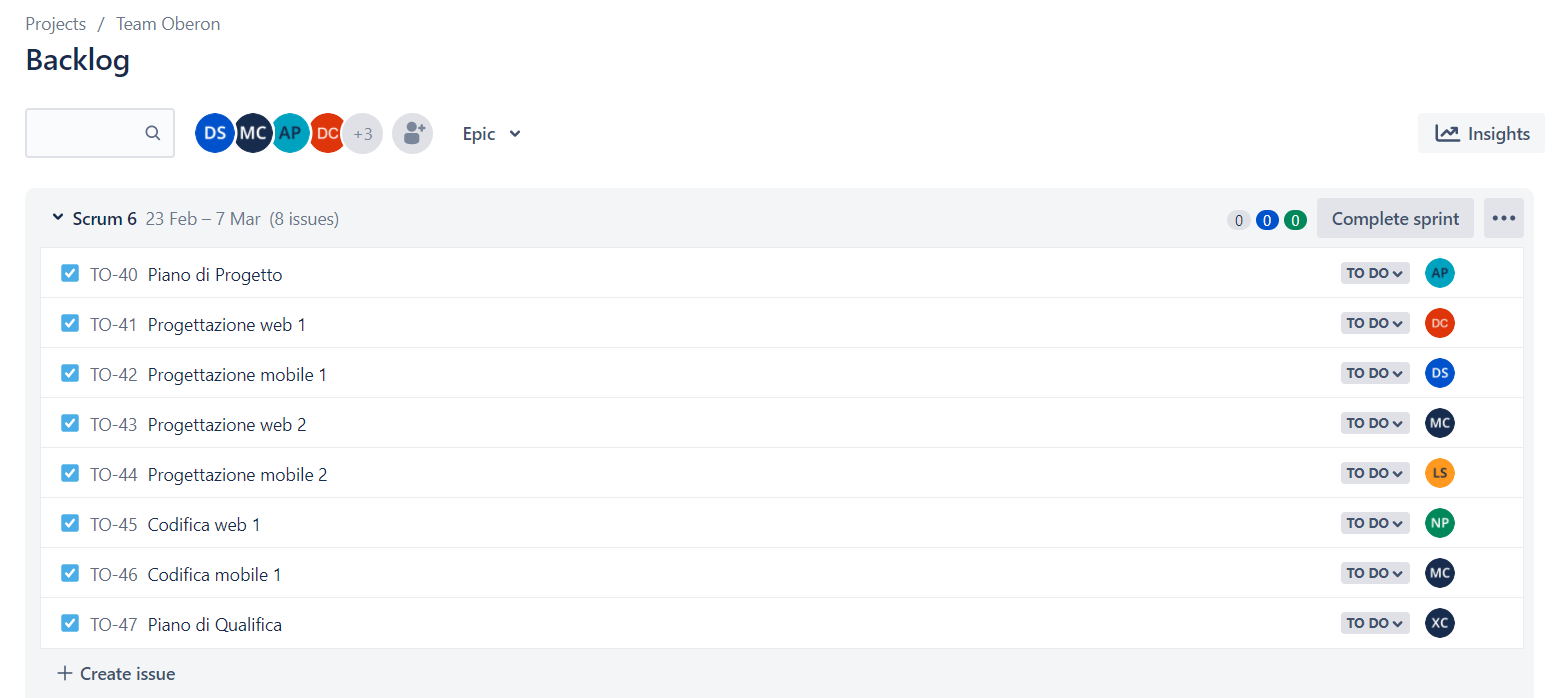 Projects / Team Oberon
Backlog
DS MC AP DC +3 Epic Insights
Scrum 6 23 Feb – 7 Mar (8 issues) 0 0 0 Complete sprint •••
TO-40 Piano di Progetto TO DO AP
TO-41 Progettazione web 1 TO DO DC
TO-42 Progettazione mobile 1 TO DO DS
TO-43 Progettazione web 2 TO DO MC
TO-44 Progettazione mobile 2 TO DO LS
TO-45 Codifica web 1 TO DO NP
TO-46 Codifica mobile 1 TO DO MC
TO-47 Piano di Qualifica TO DO XC
+ Create issue